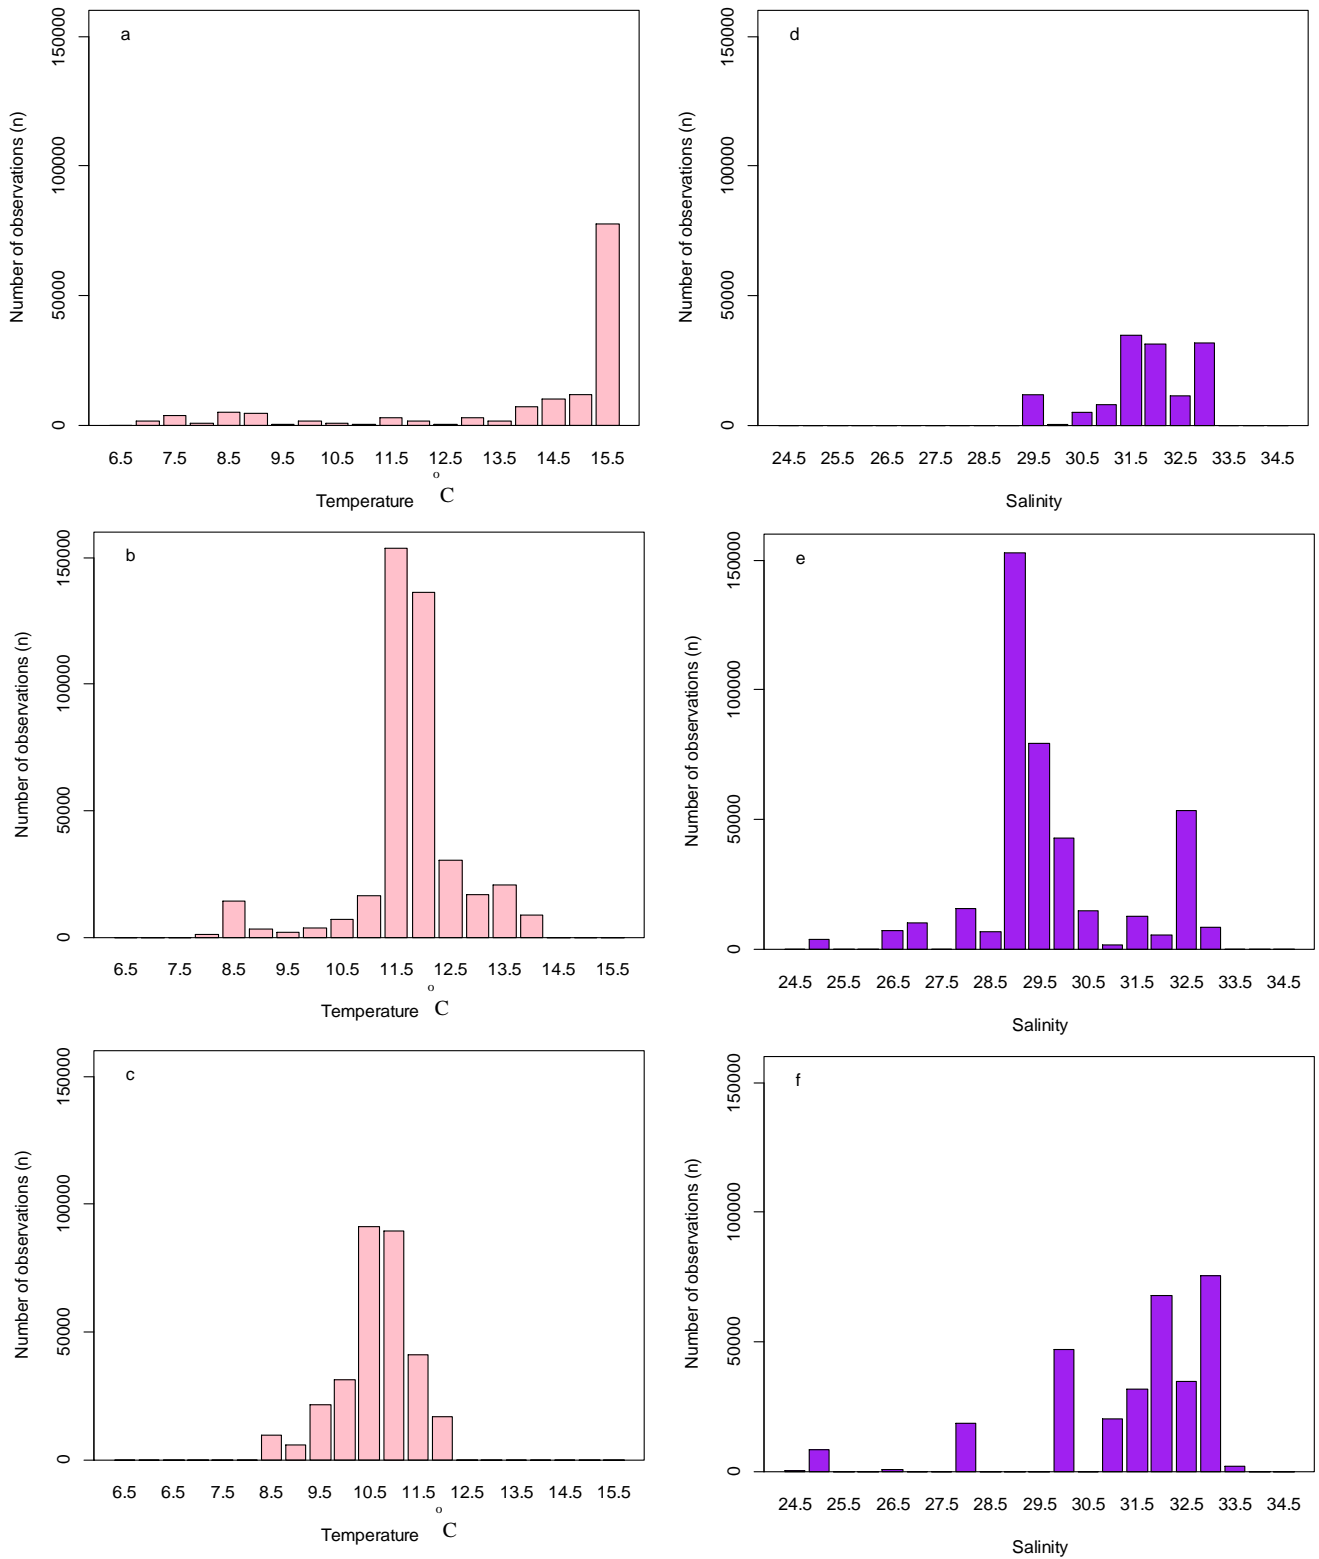 a
Number of observations (n)
0 50000 100000 150000
6.5 7.5 8.5 9.5 10.5 11.5 12.5 13.5 14.5 15.5
Temperature °C
d
Number of observations (n)
0 50000 100000 150000
24.5 25.5 26.5 27.5 28.5 29.5 30.5 31.5 32.5 33.5 34.5
Salinity
b
Number of observations (n)
0 50000 100000 150000
6.5 7.5 8.5 9.5 10.5 11.5 12.5 13.5 14.5 15.5
Temperature °C
e
Number of observations (n)
0 50000 100000 150000
24.5 25.5 26.5 27.5 28.5 29.5 30.5 31.5 32.5 33.5 34.5
Salinity
c
Number of observations (n)
0 50000 100000 150000
6.5 6.5 7.5 8.5 9.5 10.5 11.5 12.5 13.5 14.5 15.5
Temperature °C
f
Number of observations (n)
0 50000 100000 150000
24.5 25.5 26.5 27.5 28.5 29.5 30.5 31.5 32.5 33.5 34.5
Salinity